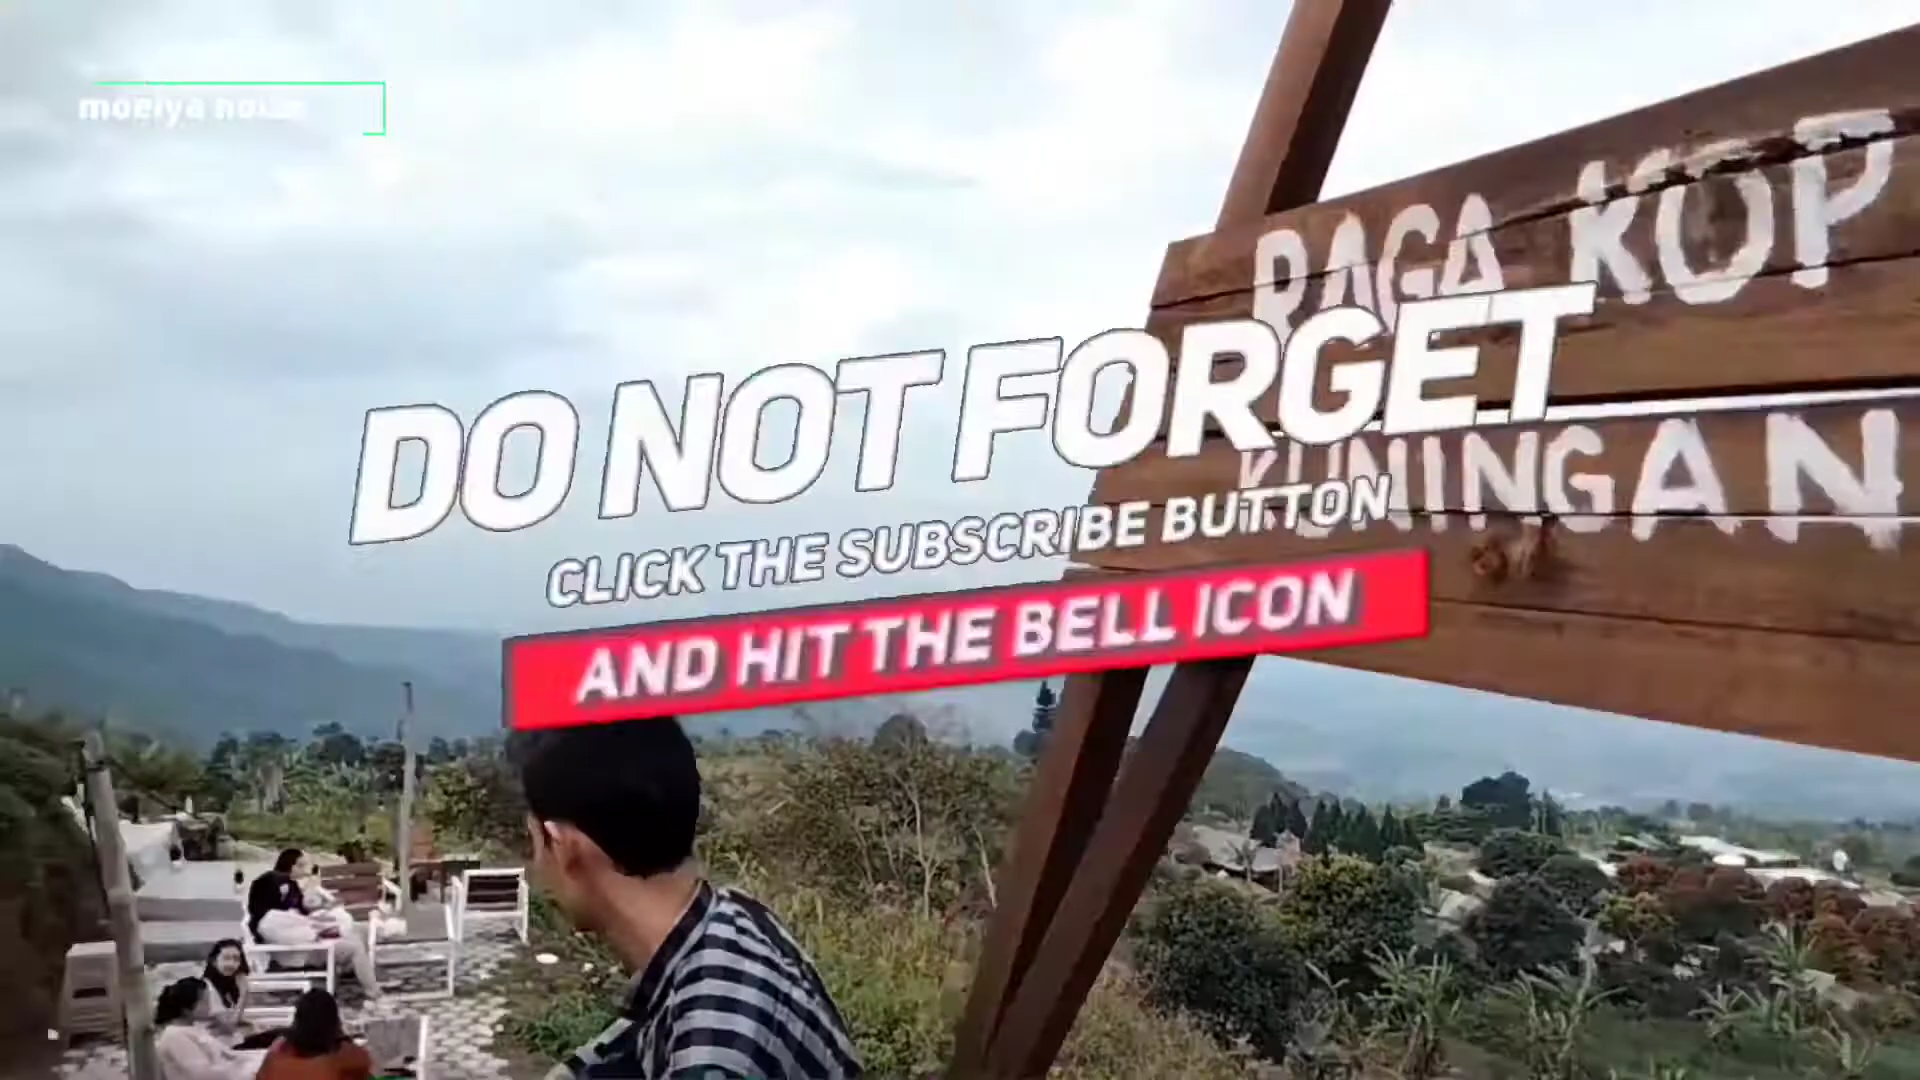 RAGA KOP
DO NOT FORGET
KUNINGAN
CLICK THE SUBSCRIBE BUTTON
AND HIT THE BELL ICON